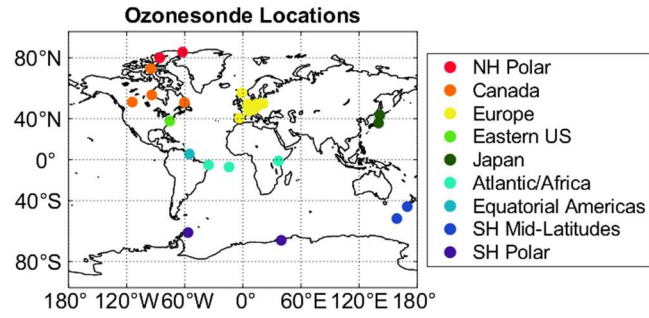 Ozonesonde Locations
80°N
40°N
0°
40°S
80°S
180° 120°W 60°W 0° 60°E 120°E 180°
NH Polar
Canada
Europe
Eastern US
Japan
Atlantic/Africa
Equatorial Americas
SH Mid-Latitudes
SH Polar